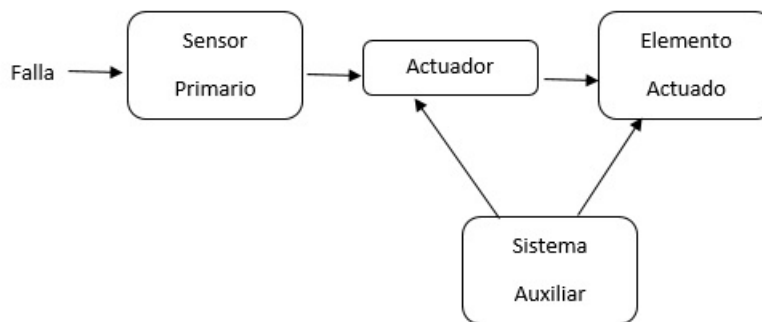 Falla
Sensor
Primario
Actuador
Elemento
Actuado
Sistema
Auxiliar